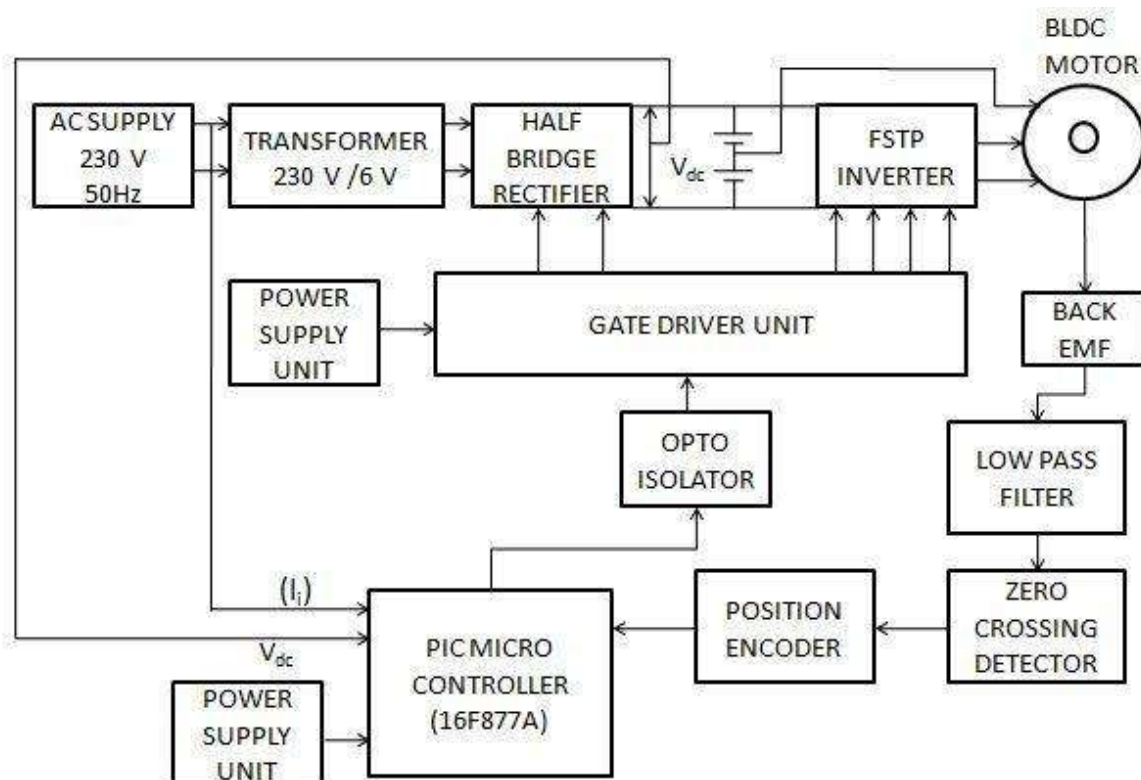 BLDC
MOTOR
AC SUPPLY
230 V
50Hz
TRANSFORMER
230 V /6 V
HALF
BRIDGE
RECTIFIER
Vdc
FSTP
INVERTER
POWER
SUPPLY
UNIT
GATE DRIVER UNIT
BACK
EMF
OPTO
ISOLATOR
LOW PASS
FILTER
(Ii)
Vdc
PIC MICRO
CONTROLLER
(16F877A)
POSITION
ENCODER
ZERO
CROSSING
DETECTOR
POWER
SUPPLY
UNIT